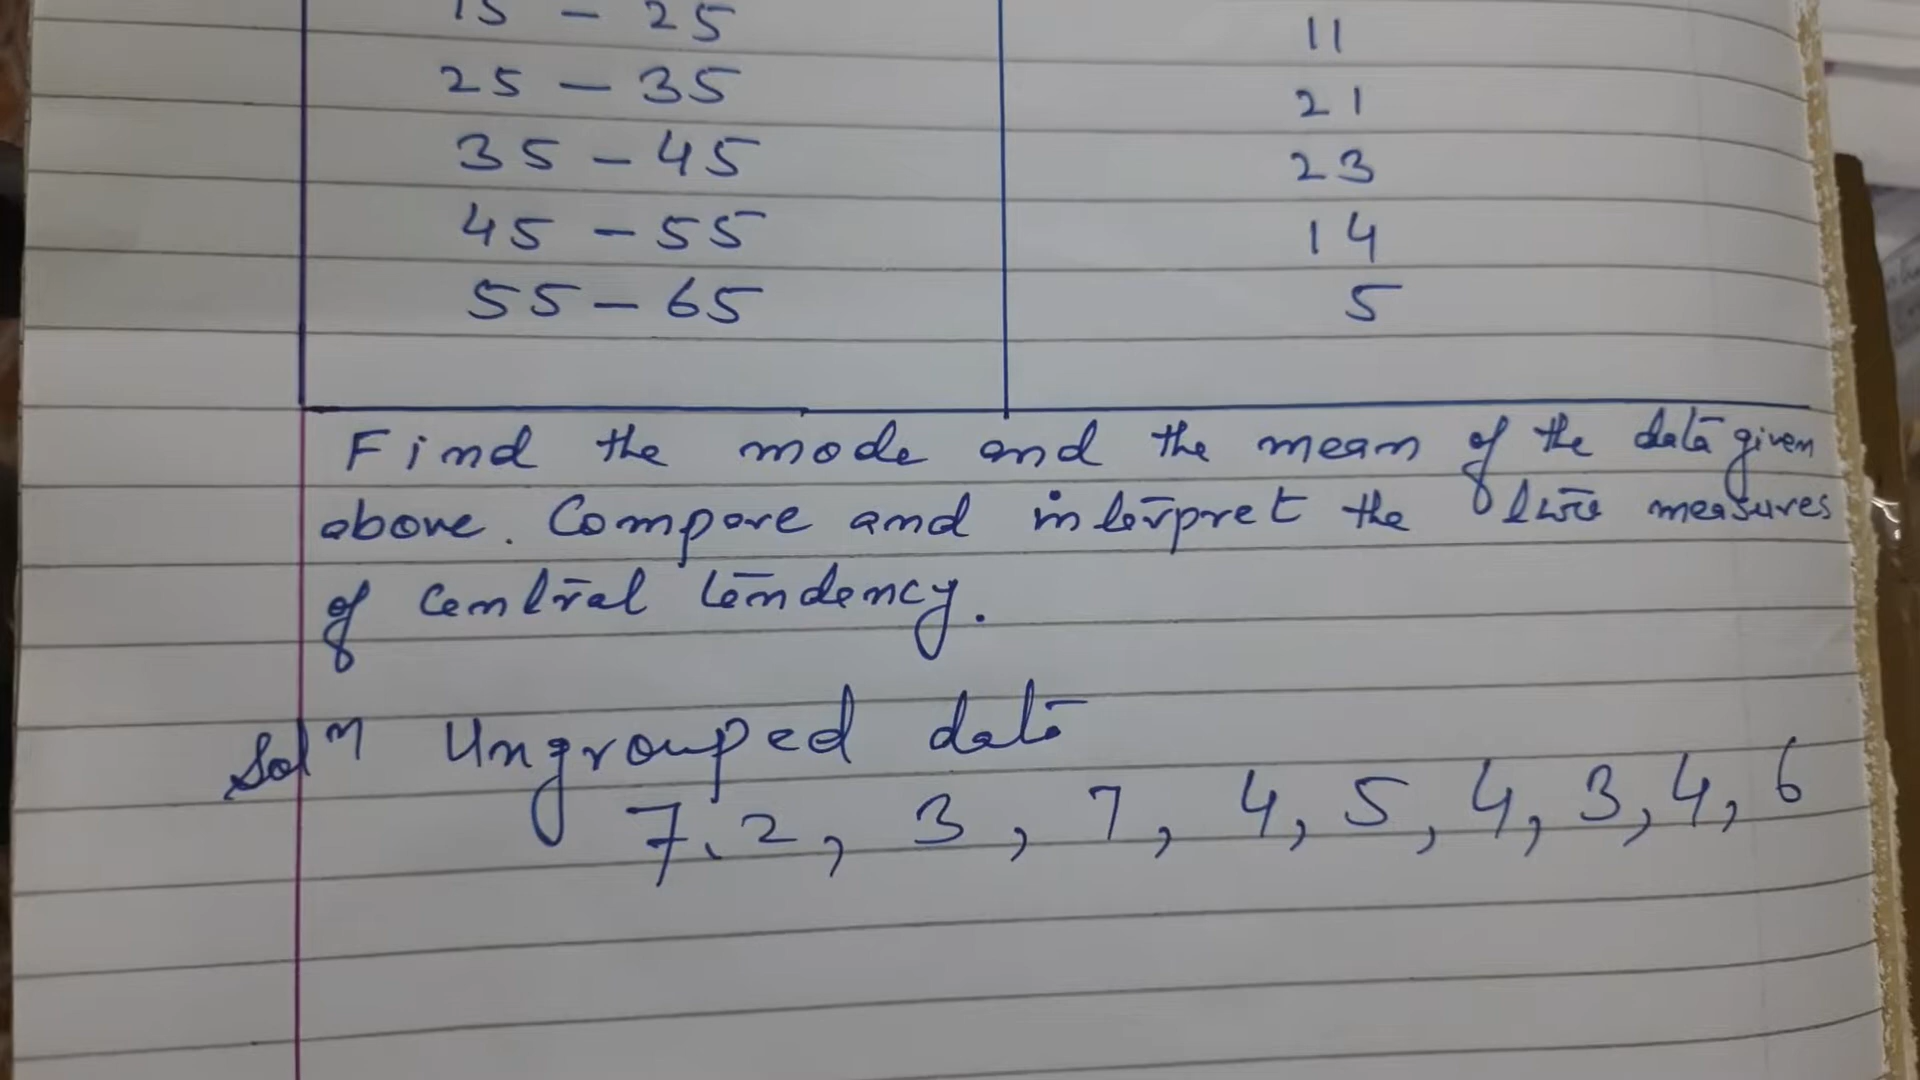 15 - 25 11
25 - 35 21
35 - 45 23
45 - 55 14
55 - 65 5
Find the mode and the mean of the data given
above. Compare and interpret the two measures
of central tendency.
Solⁿ Ungrouped data
7, 2, 3, 7, 4, 5, 4, 3, 4, 6